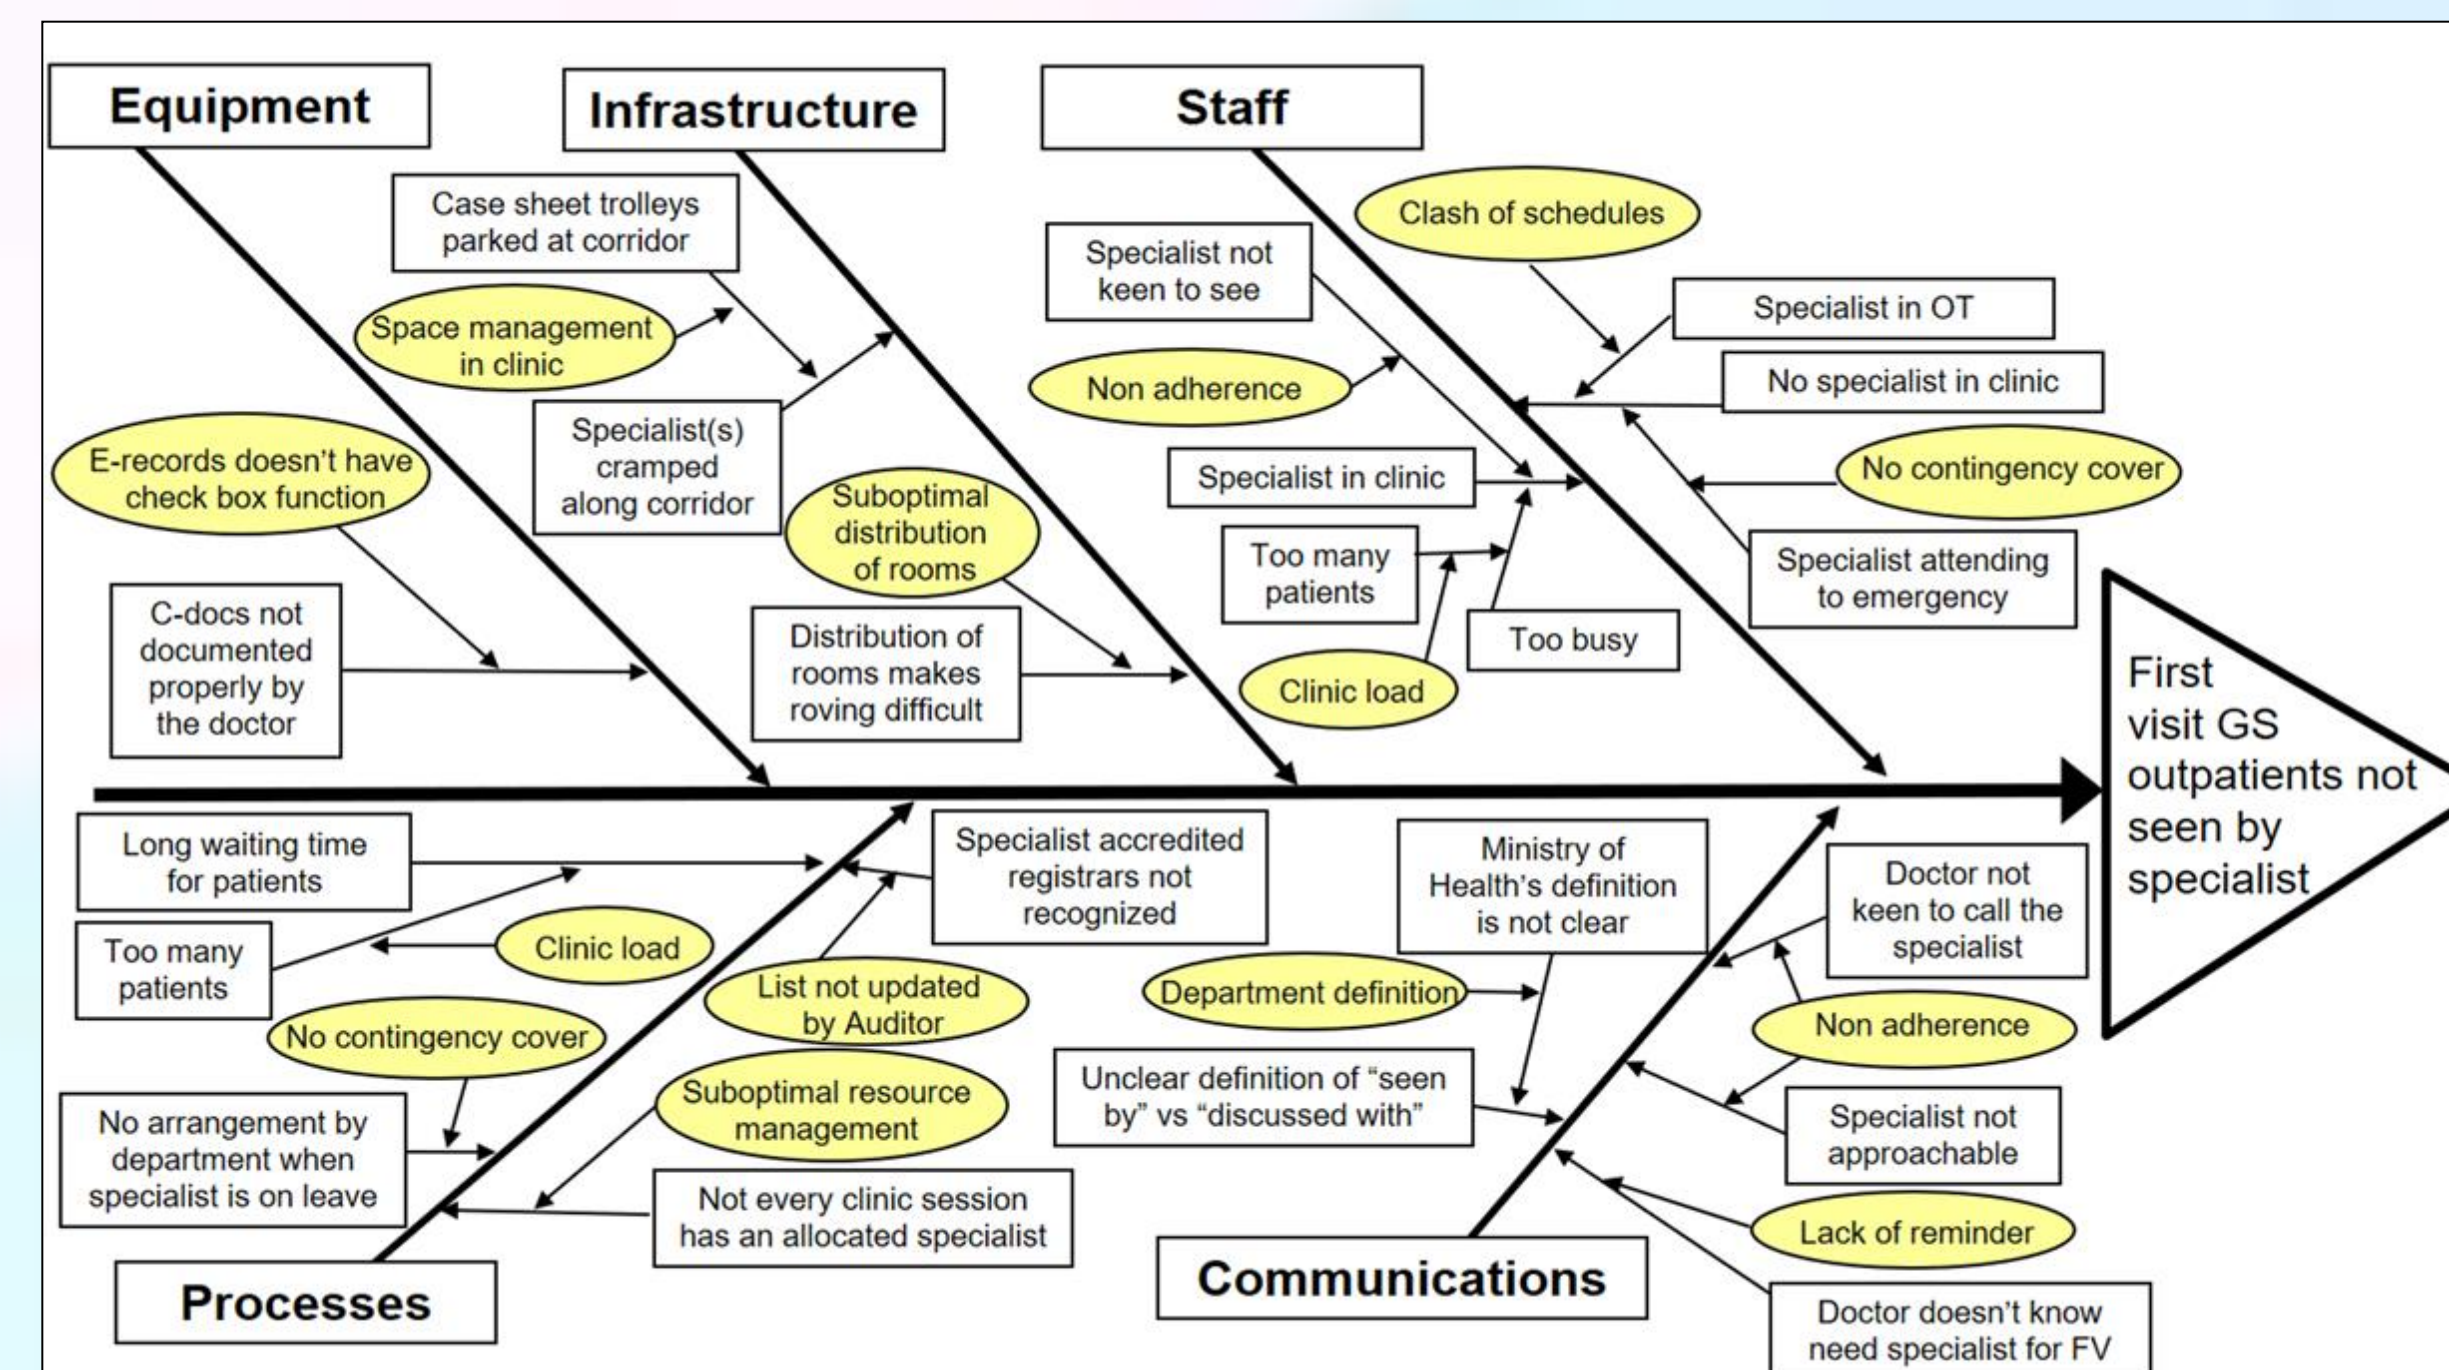 Equipment
Infrastructure
Staff
Case sheet trolleys
parked at corridor
Space management
in clinic
Specialist(s)
cramped
along corridor
E-records doesn't have
check box function
C-docs not
documented
properly by
the doctor
Suboptimal
distribution
of rooms
Distribution of
rooms makes
roving difficult
Clash of schedules
Specialist not
keen to see
Specialist in OT
No specialist in clinic
Non adherence
Specialist in clinic
No contingency cover
Too many
patients
Specialist attending
to emergency
Too busy
Clinic load
First
visit GS
outpatients not
seen by
specialist
Long waiting time
for patients
Too many
patients
Clinic load
Specialist accredited
registrars not
recognized
List not updated
by Auditor
No contingency cover
Suboptimal resource
management
No arrangement by
department when
specialist is on leave
Not every clinic session
has an allocated specialist
Processes
Ministry of
Health's definition
is not clear
Doctor not
keen to call the
specialist
Department definition
Non adherence
Unclear definition of “seen
by” vs “discussed with”
Specialist not
approachable
Lack of reminder
Communications
Doctor doesn't know
need specialist for FV